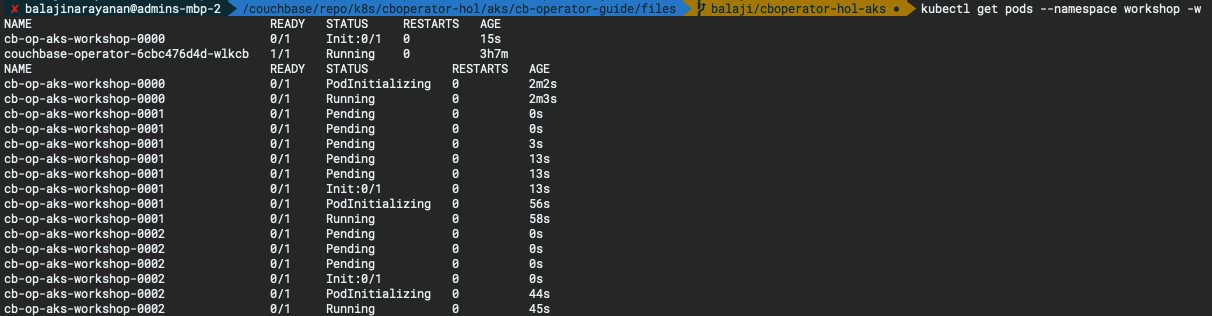 ✘ balajinarayanan@admins-mbp-2 /couchbase/repo/k8s/cboperator-hol/aks/cb-operator-guide/files balaji/cboperator-hol-aks ● kubectl get pods --namespace workshop -w
NAME READY STATUS RESTARTS AGE
cb-op-aks-workshop-0000 0/1 Init:0/1 0 15s
couchbase-operator-6cbc476d4d-wlkcb 1/1 Running 0 3h7m
NAME READY STATUS RESTARTS AGE
cb-op-aks-workshop-0000 0/1 PodInitializing 0 2m2s
cb-op-aks-workshop-0000 0/1 Running 0 2m3s
cb-op-aks-workshop-0001 0/1 Pending 0 0s
cb-op-aks-workshop-0001 0/1 Pending 0 0s
cb-op-aks-workshop-0001 0/1 Pending 0 3s
cb-op-aks-workshop-0001 0/1 Pending 0 13s
cb-op-aks-workshop-0001 0/1 Pending 0 13s
cb-op-aks-workshop-0001 0/1 Init:0/1 0 13s
cb-op-aks-workshop-0001 0/1 PodInitializing 0 56s
cb-op-aks-workshop-0001 0/1 Running 0 58s
cb-op-aks-workshop-0002 0/1 Pending 0 0s
cb-op-aks-workshop-0002 0/1 Pending 0 0s
cb-op-aks-workshop-0002 0/1 Pending 0 0s
cb-op-aks-workshop-0002 0/1 Init:0/1 0 0s
cb-op-aks-workshop-0002 0/1 PodInitializing 0 44s
cb-op-aks-workshop-0002 0/1 Running 0 45s